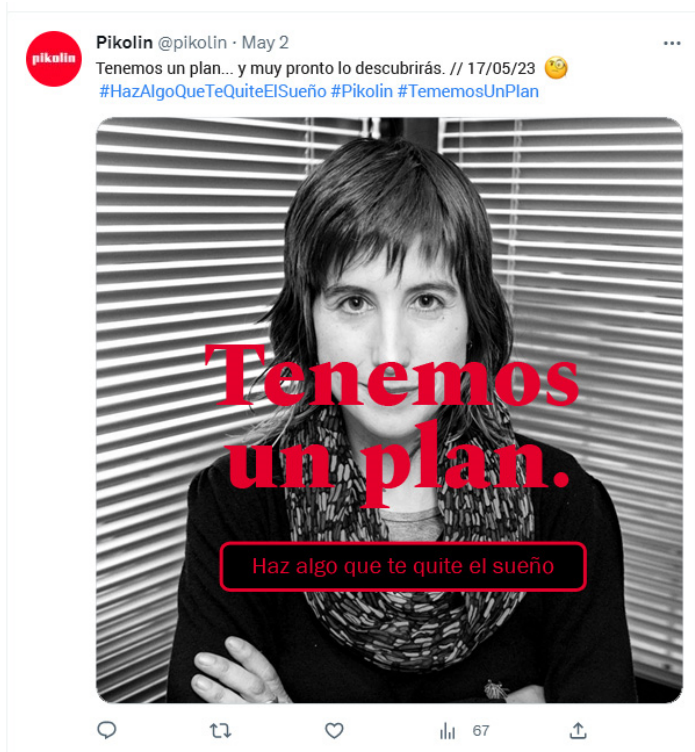 pikolin
Pikolin @pikolin · May 2
Tenemos un plan... y muy pronto lo descubrirás. // 17/05/23
#HazAlgoQueTeQuiteElSueño #Pikolin #TememosUnPlan
Tenemos
un plan.
Haz algo que te quite el sueño
67